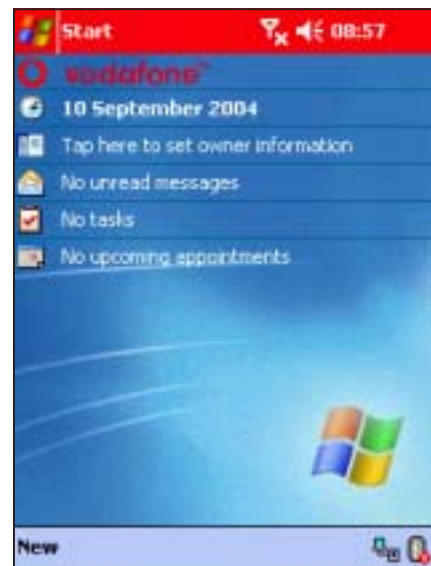 Start 08:57
vodafone™
10 September 2004
Tap here to set owner information
No unread messages
No tasks
No upcoming appointments
New